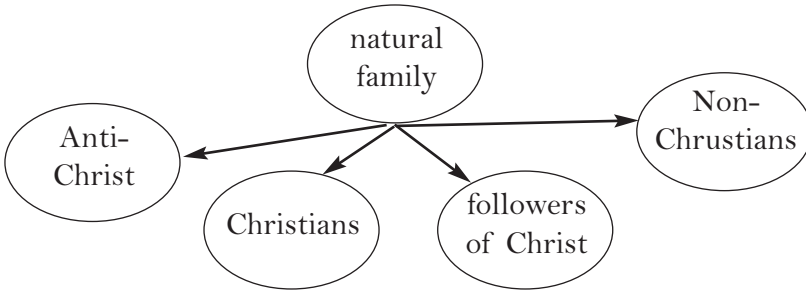 natural
family
Anti-
Christ
Christians
followers
of Christ
Non-
Chrustians